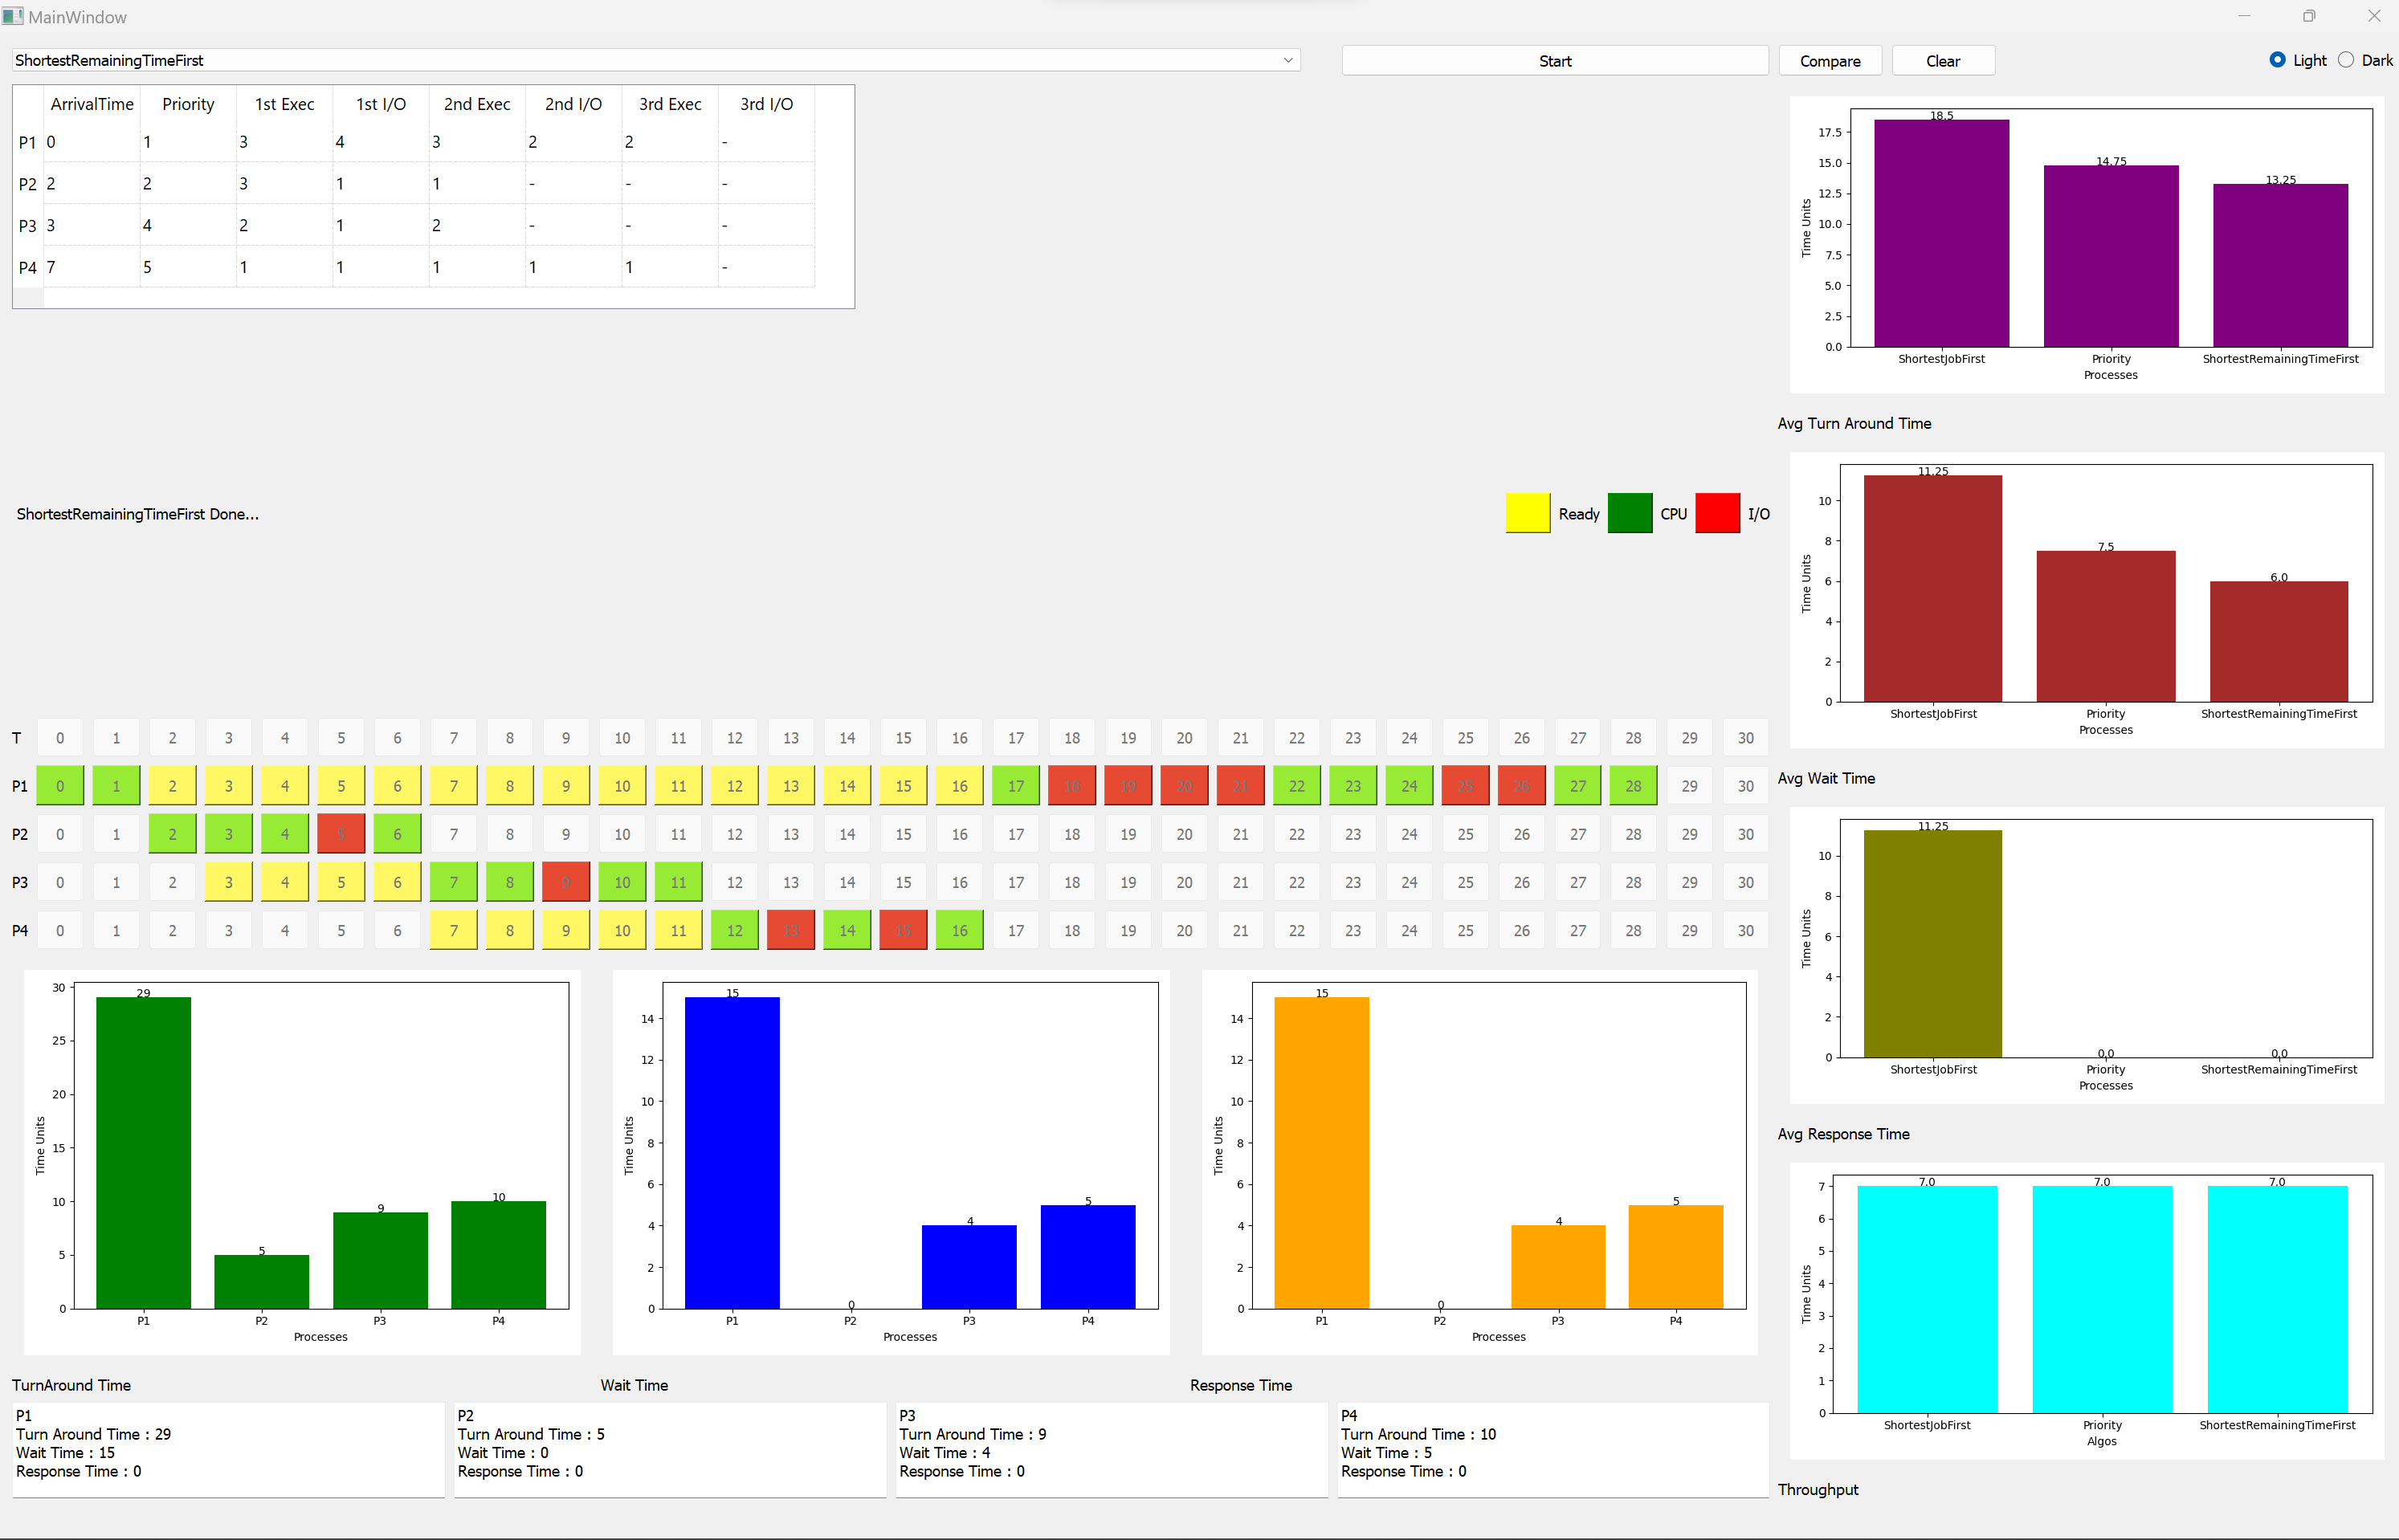 MainWindow
ShortestRemainingTimeFirst
Start
Compare
Clear
Light
Dark
ArrivalTime Priority 1st Exec 1st I/O 2nd Exec 2nd I/O 3rd Exec 3rd I/O
P1 0 1 3 4 3 2 2 -
P2 2 2 3 1 1 - - -
P3 3 4 2 1 2 - - -
P4 7 5 1 1 1 1 1 -
ShortestRemainingTimeFirst Done...
Ready CPU I/O
T 0 1 2 3 4 5 6 7 8 9 10 11 12 13 14 15 16 17 18 19 20 21 22 23 24 25 26 27 28 29 30
P1 0 1 2 3 4 5 6 7 8 9 10 11 12 13 14 15 16 17 18 19 20 21 22 23 24 25 26 27 28 29 30
P2 0 1 2 3 4 5 6 7 8 9 10 11 12 13 14 15 16 17 18 19 20 21 22 23 24 25 26 27 28 29 30
P3 0 1 2 3 4 5 6 7 8 9 10 11 12 13 14 15 16 17 18 19 20 21 22 23 24 25 26 27 28 29 30
P4 0 1 2 3 4 5 6 7 8 9 10 11 12 13 14 15 16 17 18 19 20 21 22 23 24 25 26 27 28 29 30
Time Units
30
25
20
15
10
5
0
29
5
9
10
P1 P2 P3 P4
Processes
TurnAround Time
Time Units
14
12
10
8
6
4
2
0
15
0
4
5
P1 P2 P3 P4
Processes
Wait Time
Time Units
14
12
10
8
6
4
2
0
15
0
4
5
P1 P2 P3 P4
Processes
Response Time
P1
Turn Around Time : 29
Wait Time : 15
Response Time : 0
P2
Turn Around Time : 5
Wait Time : 0
Response Time : 0
P3
Turn Around Time : 9
Wait Time : 4
Response Time : 0
P4
Turn Around Time : 10
Wait Time : 5
Response Time : 0
Time Units
17.5
15.0
12.5
10.0
7.5
5.0
2.5
0.0
18.5
14.75
13.25
ShortestJobFirst Priority ShortestRemainingTimeFirst
Processes
Avg Turn Around Time
Time Units
10
8
6
4
2
0
11.25
7.5
6.0
ShortestJobFirst Priority ShortestRemainingTimeFirst
Processes
Avg Wait Time
Time Units
10
8
6
4
2
0
11.25
0.0
0.0
ShortestJobFirst Priority ShortestRemainingTimeFirst
Processes
Avg Response Time
Time Units
7
6
5
4
3
2
1
0
7.0
7.0
7.0
ShortestJobFirst Priority ShortestRemainingTimeFirst
Algos
Throughput